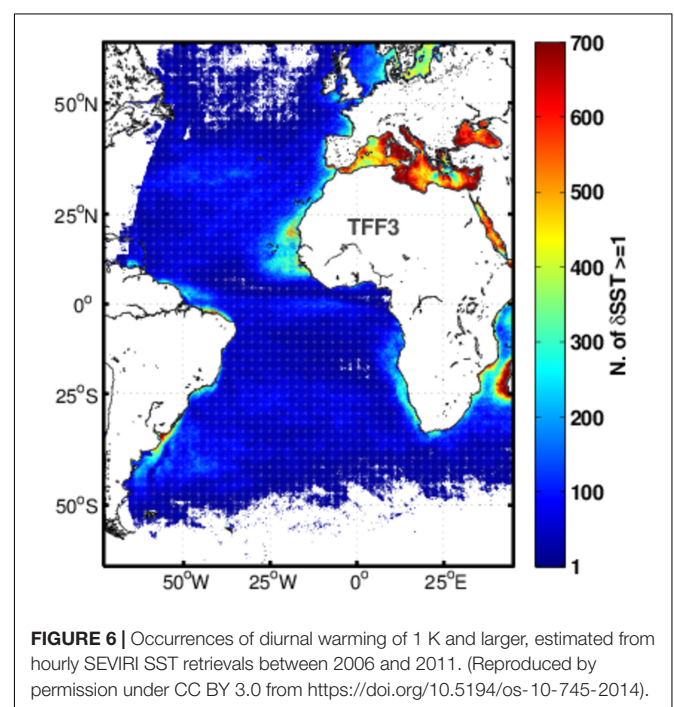 700
600
500
400
300
200
100
1
N. of δSST >=1
50°N
25°N
0°
25°S
50°S
TFF3
50°W 25°W 0° 25°E
FIGURE 6 | Occurrences of diurnal warming of 1 K and larger, estimated from
hourly SEVIRI SST retrievals between 2006 and 2011. (Reproduced by
permission under CC BY 3.0 from https://doi.org/10.5194/os-10-745-2014).